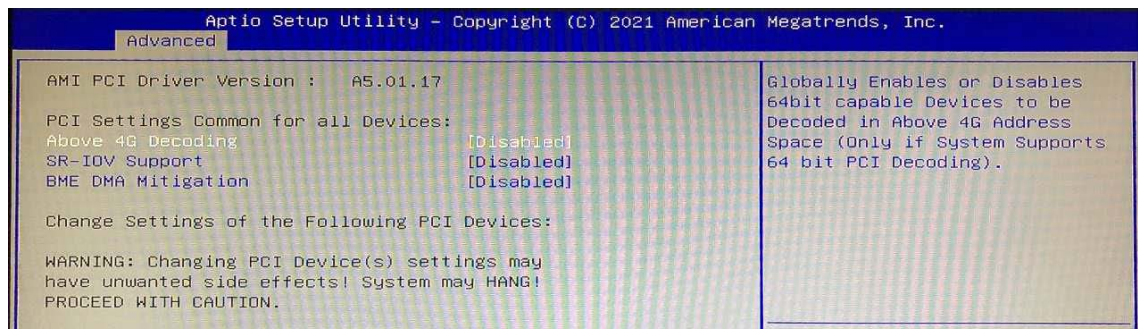 Aptio Setup Utility – Copyright (C) 2021 American Megatrends, Inc.
Advanced
AMI PCI Driver Version : A5.01.17
PCI Settings Common for all Devices:
Above 4G Decoding [Disabled]
SR-IOV Support [Disabled]
BME DMA Mitigation [Disabled]
Change Settings of the Following PCI Devices:
WARNING: Changing PCI Device(s) settings may
have unwanted side effects! System may HANG!
PROCEED WITH CAUTION.
Globally Enables or Disables
64bit capable Devices to be
Decoded in Above 4G Address
Space (Only if System Supports
64 bit PCI Decoding).